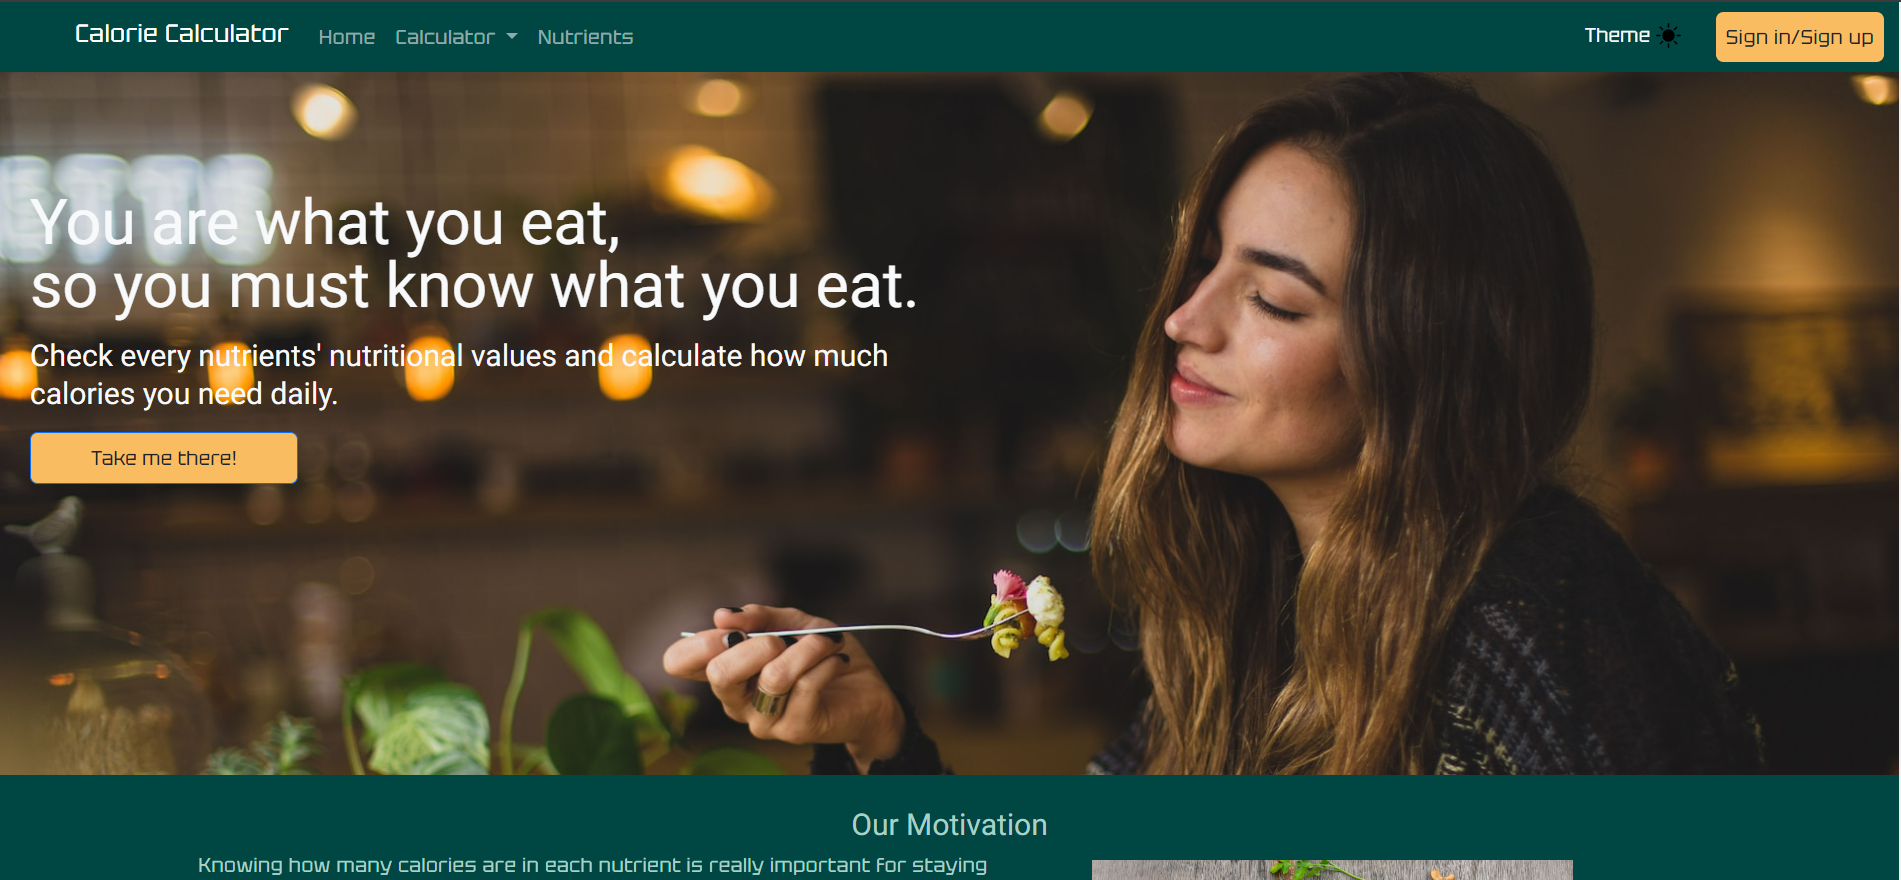 Calorie Calculator Home Calculator Nutrients Theme Sign in/Sign up
You are what you eat,
so you must know what you eat.
Check every nutrients' nutritional values and calculate how much
calories you need daily.
Take me there!
Our Motivation
Knowing how many calories are in each nutrient is really important for staying